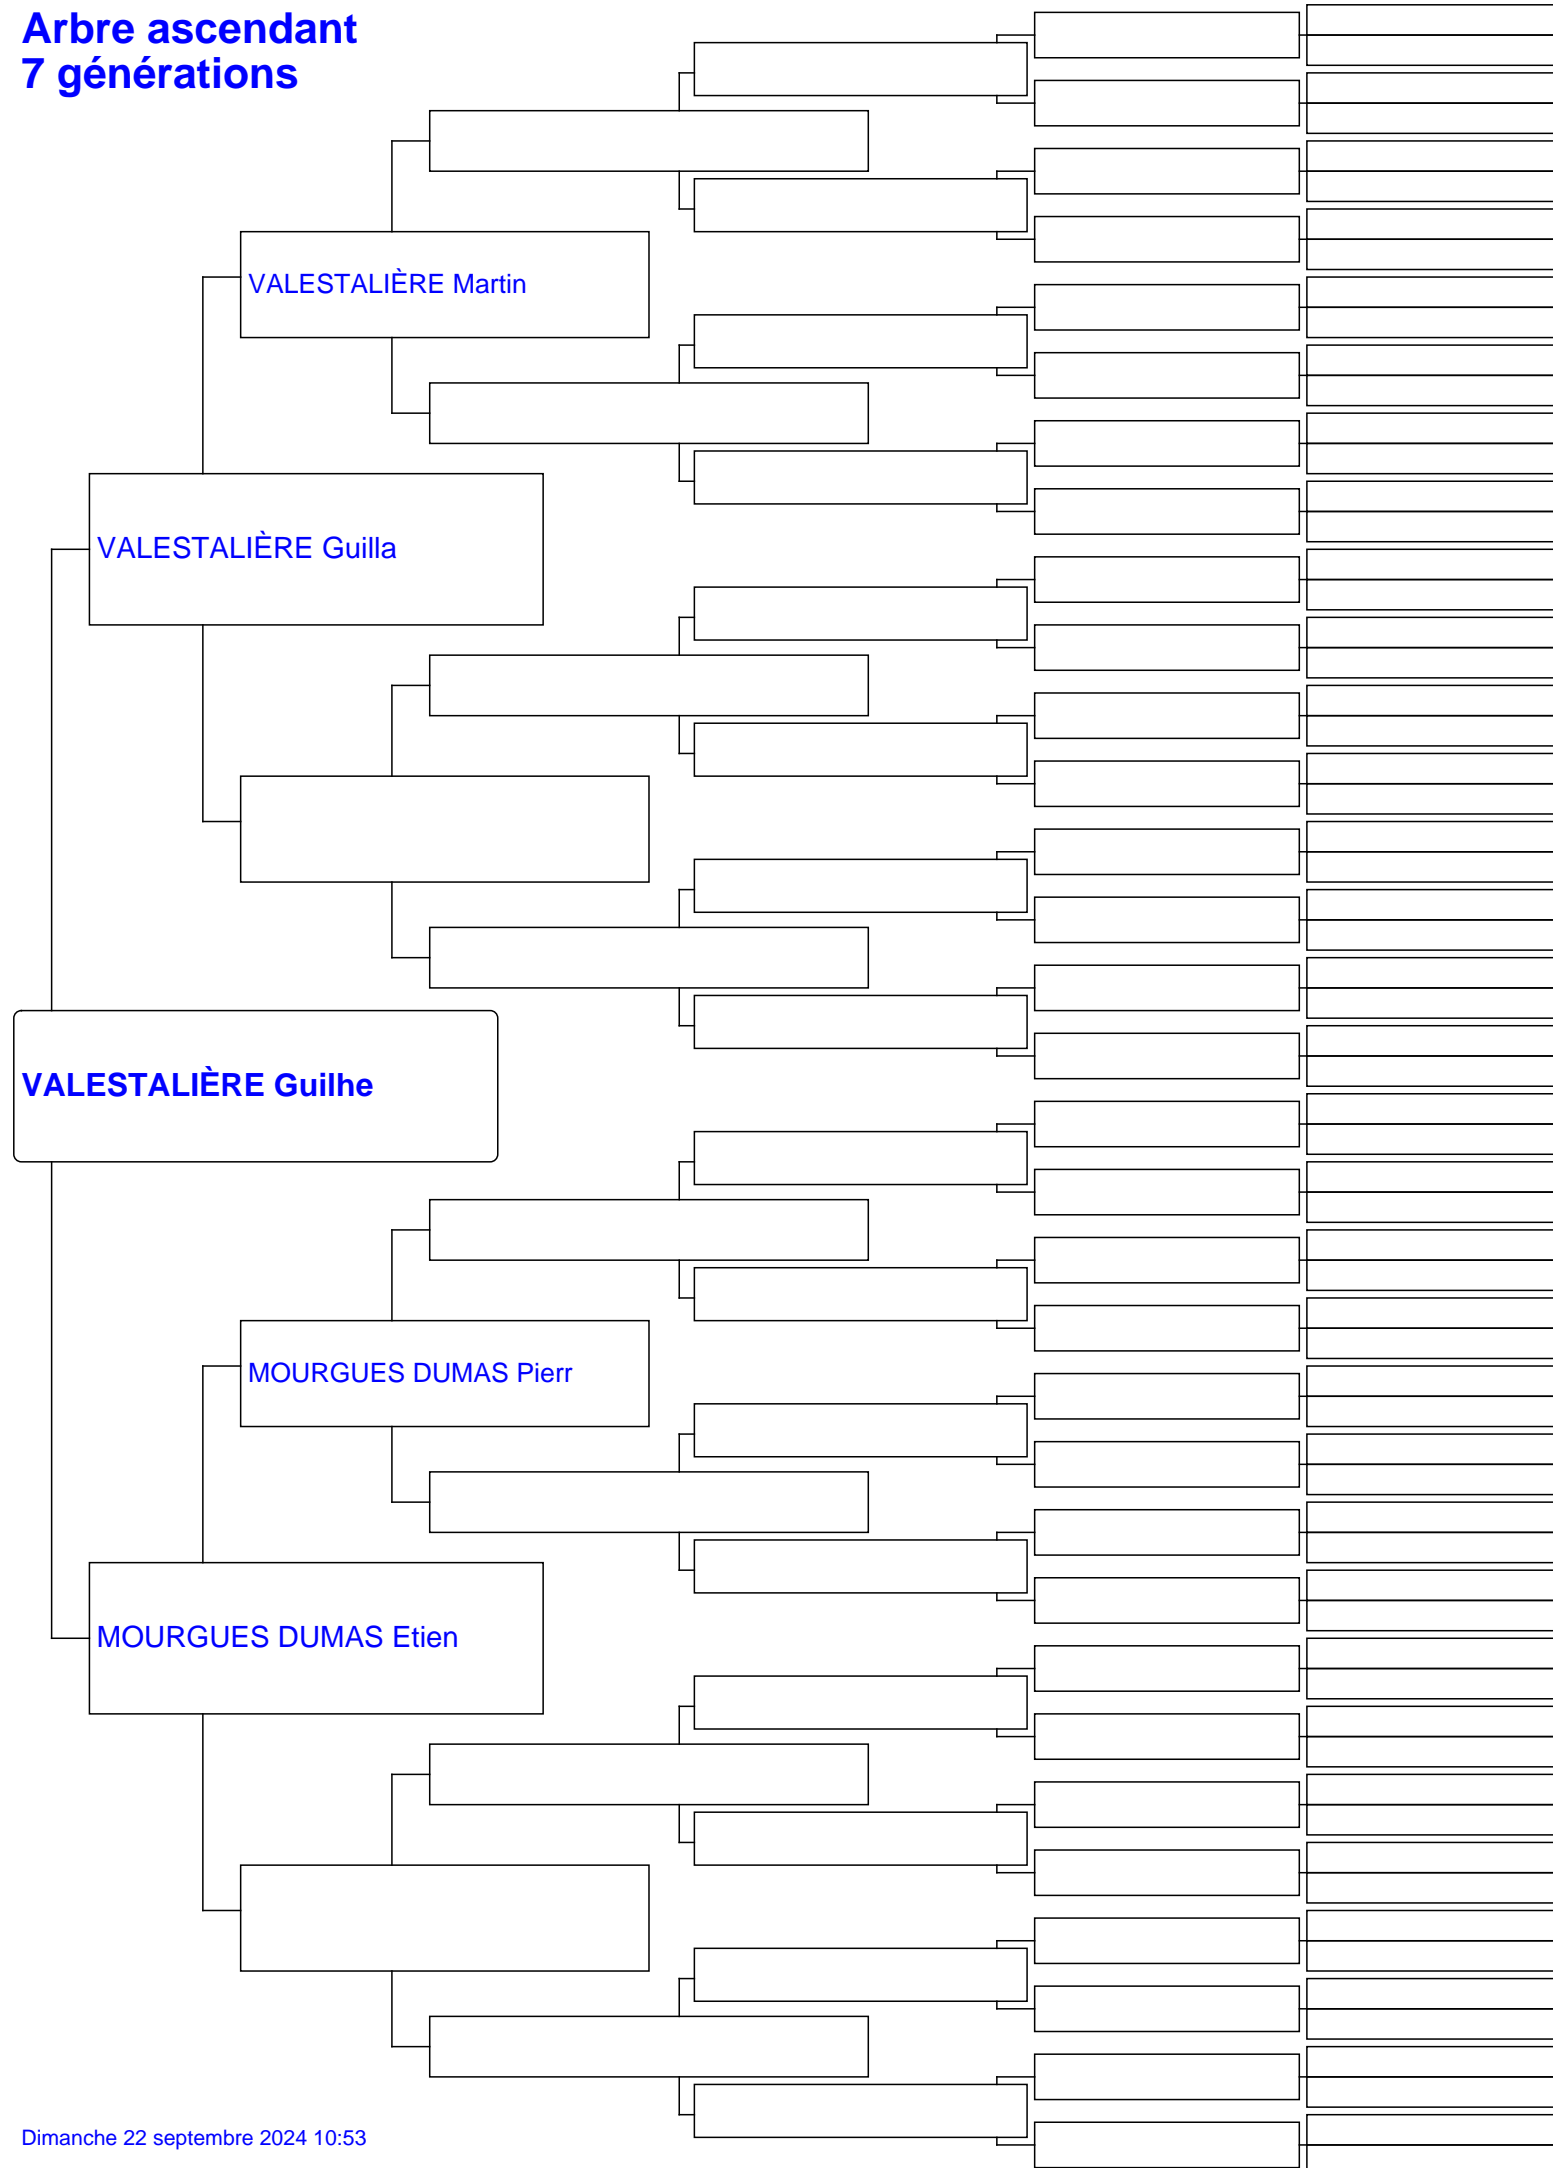 Arbre ascendant
7 générations
VALESTALIÈRE Martin
VALESTALIÈRE Guilla
VALESTALIÈRE Guilhe
MOURGUES DUMAS Pierr
MOURGUES DUMAS Etien
Dimanche 22 septembre 2024 10:53